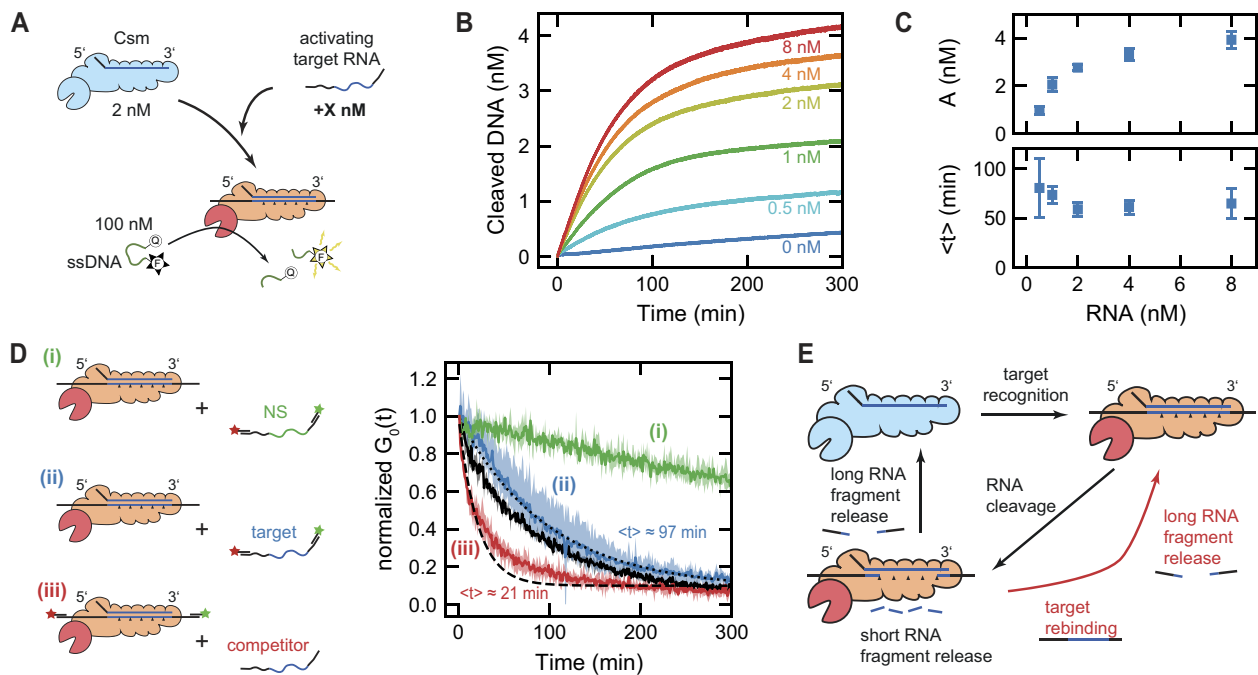 A
5‘
Csm
3‘
2 nM
activating
target RNA
+X nM
5‘
3‘
100 nM
Q
ssDNA
F
Q
F
B
Cleaved DNA (nM)
4
3
2
1
0
8 nM
4 nM
2 nM
1 nM
0.5 nM
0 nM
0
100
200
300
Time (min)
C
A (nM)
4
2
0
<t> (min)
100
50
0
2
4
6
8
RNA (nM)
D
(i)
5‘
3‘
+
NS
(ii)
5‘
3‘
+
target
(iii)
5‘
3‘
+
competitor
normalized G0(t)
1.2
1.0
0.8
0.6
0.4
0.2
0.0
(i)
(ii)
(iii)
<t> ≈ 97 min
<t> ≈ 21 min
0
100
200
300
Time (min)
E
5‘
3‘
target
recognition
5‘
3‘
long RNA
fragment
release
RNA
cleavage
long RNA
fragment
release
5‘
3‘
short RNA
fragment release
target
rebinding